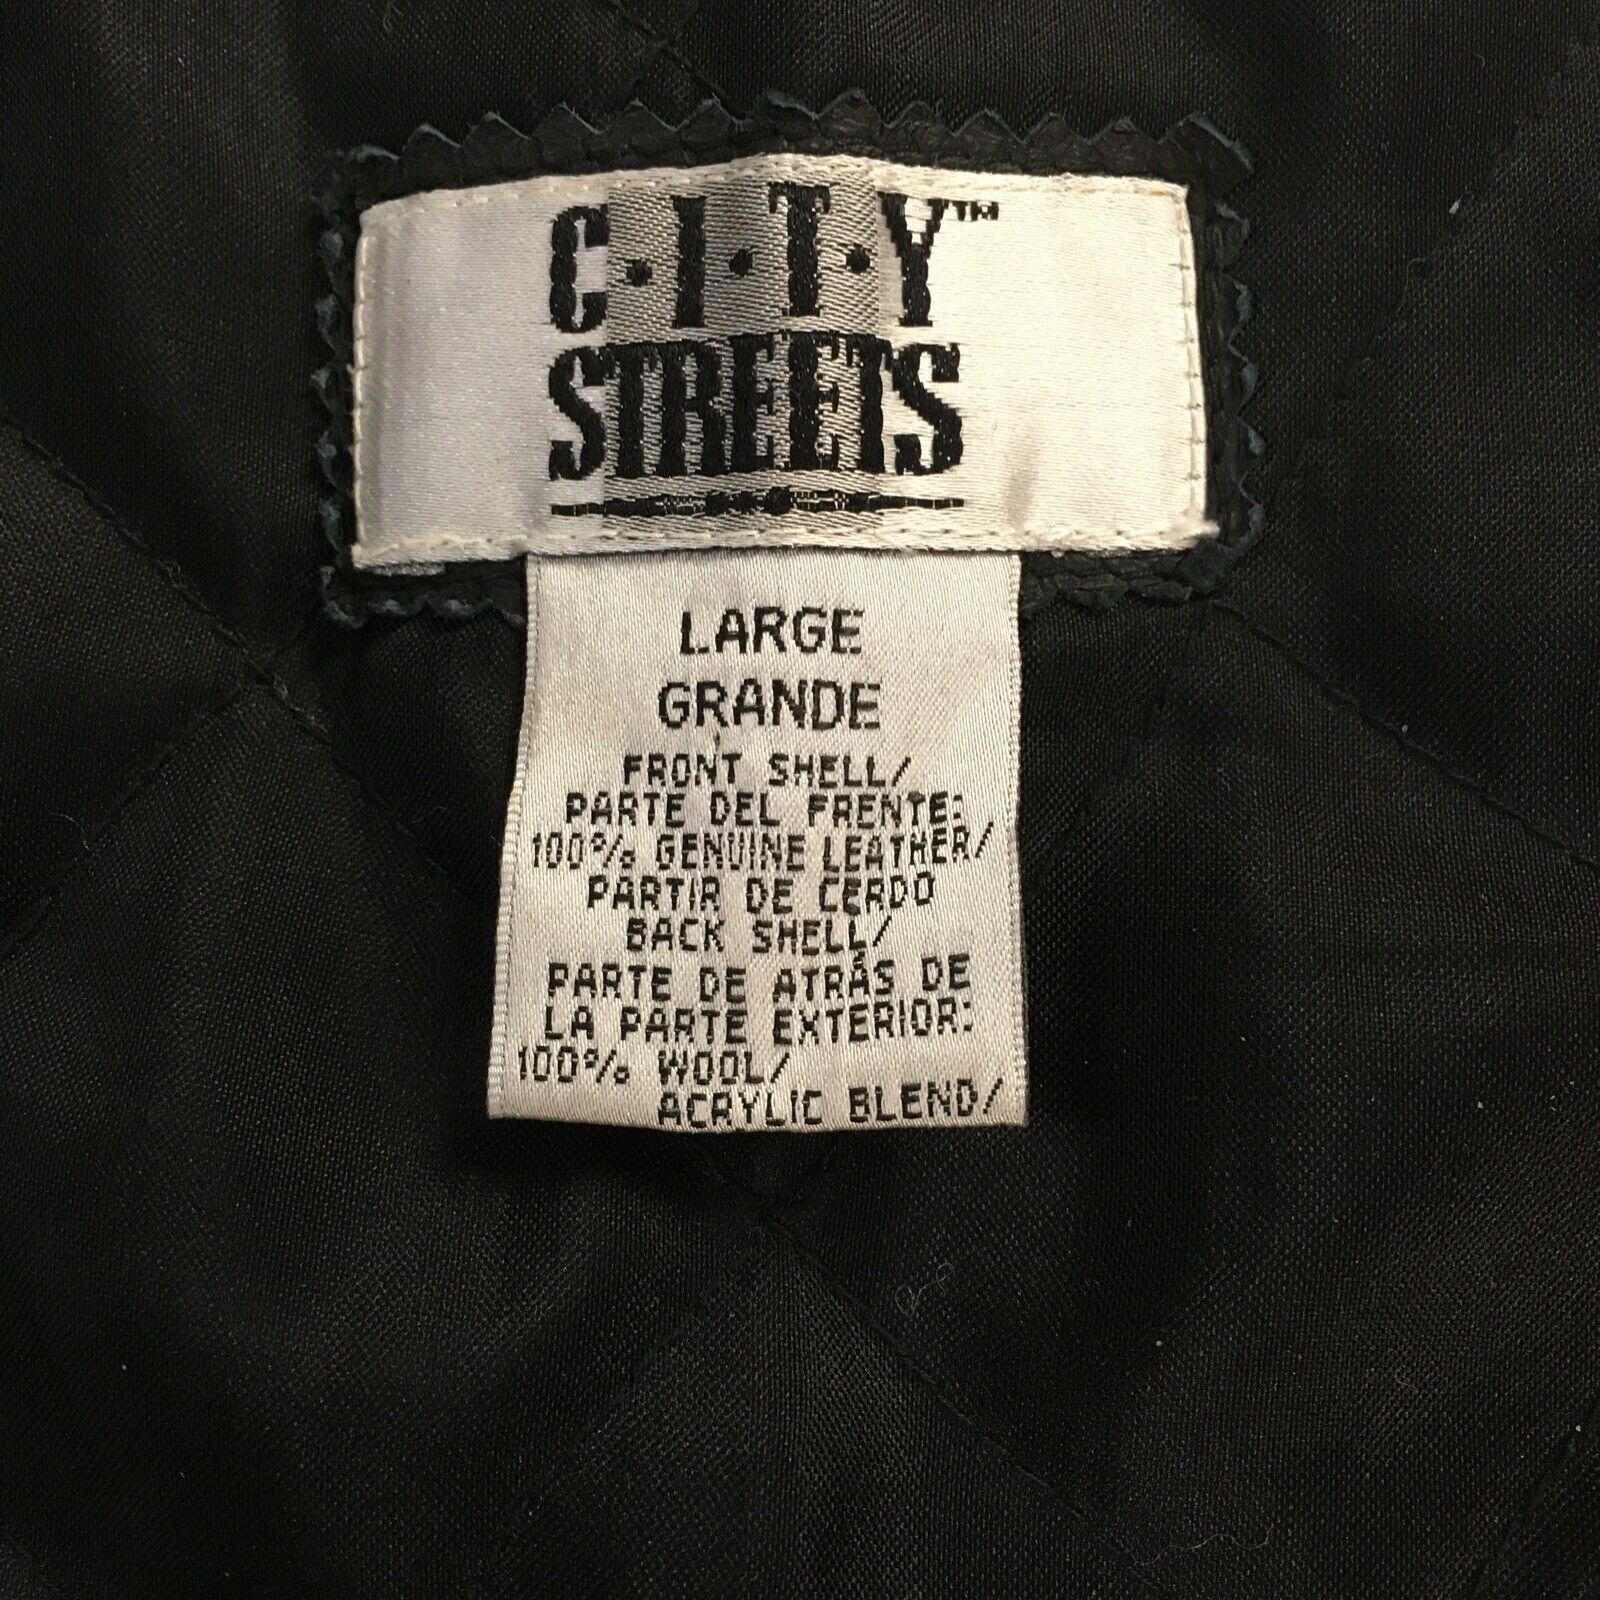 C·I·T·Y™
STREETS
LARGE
GRANDE
FRONT SHELL/
PARTE DEL FRENTE:
100% GENUINE LEATHER/
PARTIR DE CERDO
BACK SHELL/
PARTE DE ATRÁS DE
LA PARTE EXTERIOR:
100% WOOL/
ACRYLIC BLEND/